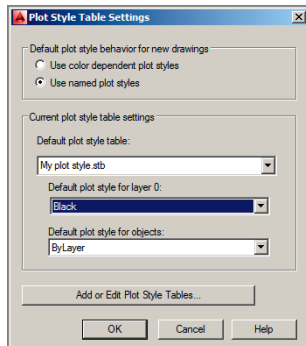 Plot Style Table Settings
Default plot style behavior for new drawings
Use color dependent plot styles
Use named plot styles
Current plot style table settings
Default plot style table:
My plot style.stb
Default plot style for layer 0:
Black
Default plot style for objects:
ByLayer
Add or Edit Plot Style Tables...
OK Cancel Help